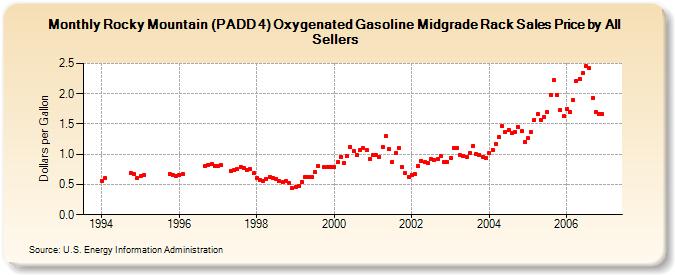 Monthly Rocky Mountain (PADD 4) Oxygenated Gasoline Midgrade Rack Sales Price by All
Sellers
Dollars per Gallon
2.5
2.0
1.5
1.0
0.5
0.0
1994 1996 1998 2000 2002 2004 2006
Source: U.S. Energy Information Administration